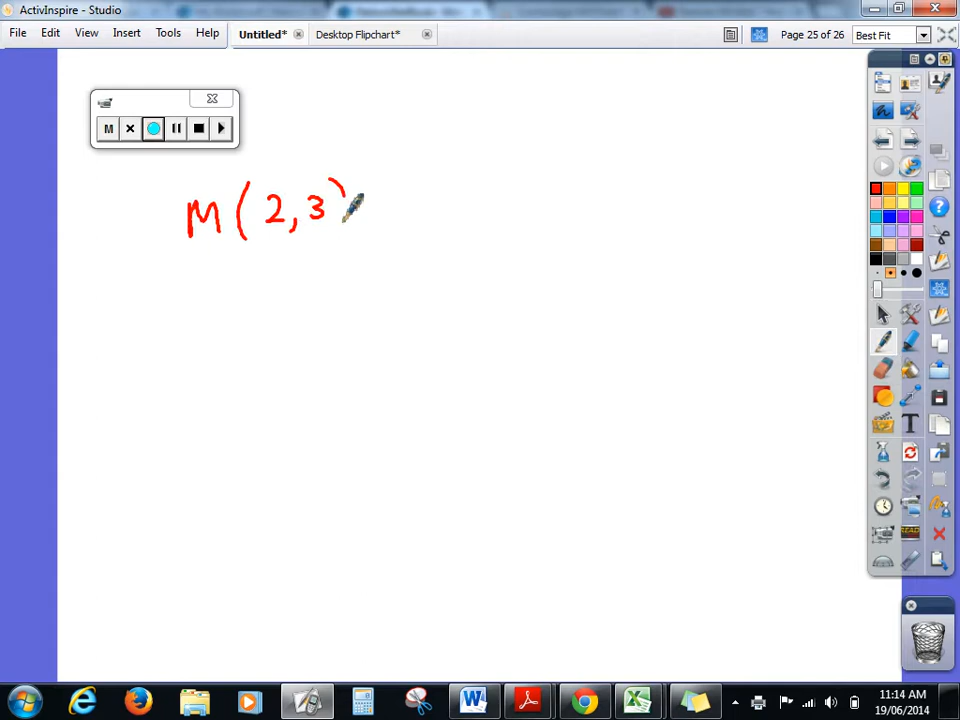 ActivInspire - Studio
File Edit View Insert Tools Help Untitled* Desktop Flipchart* Page 25 of 26 Best Fit
M
M(2,3)
11:14 AM
19/06/2014